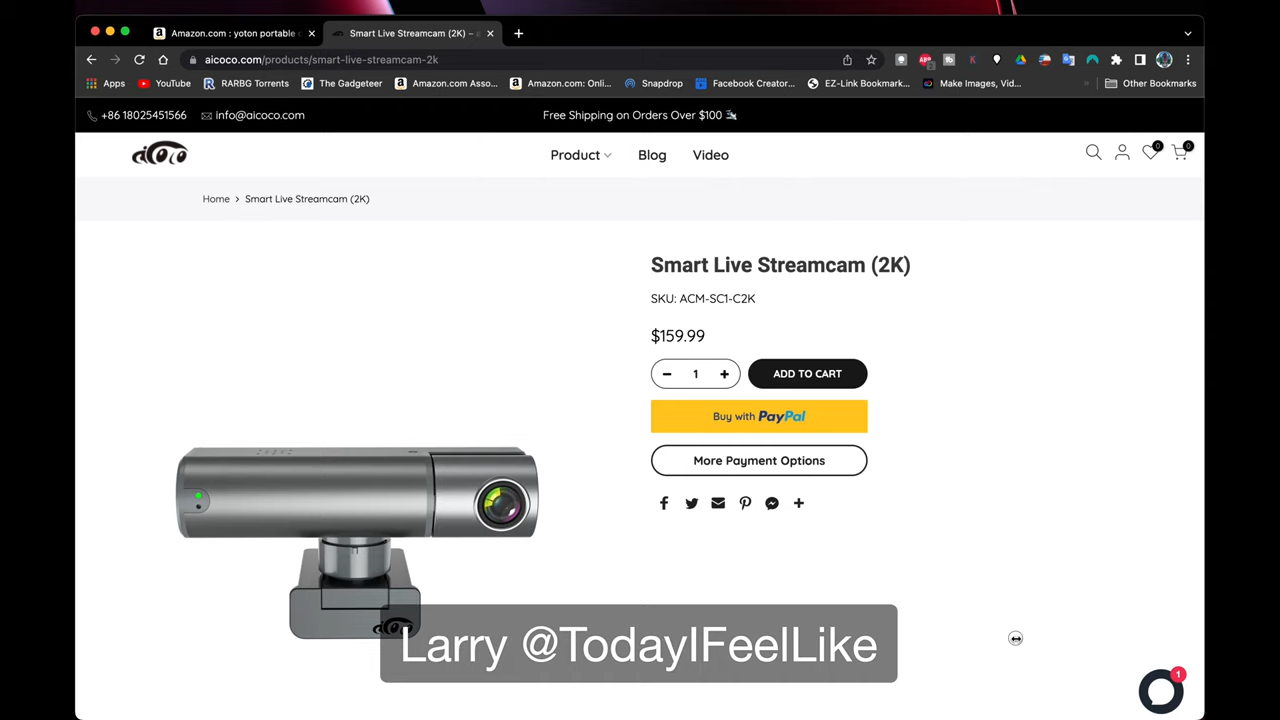 Amazon.com : yoton portable
Smart Live Streamcam (2K) –
aicoco.com/products/smart-live-streamcam-2k
Apps
YouTube
RARBG Torrents
The Gadgeteer
Amazon.com Asso...
Amazon.com: Onli...
Snapdrop
Facebook Creator...
EZ-Link Bookmark...
Make Images, Vid...
»
Other Bookmarks
+86 18025451566
info@aicoco.com
Free Shipping on Orders Over $100
aicoco
Product
Blog
Video
0
0
Home > Smart Live Streamcam (2K)
Smart Live Streamcam (2K)
SKU: ACM-SC1-C2K
$159.99
− 1 +
ADD TO CART
Buy with PayPal
More Payment Options
Larry @TodayIFeelLike
1